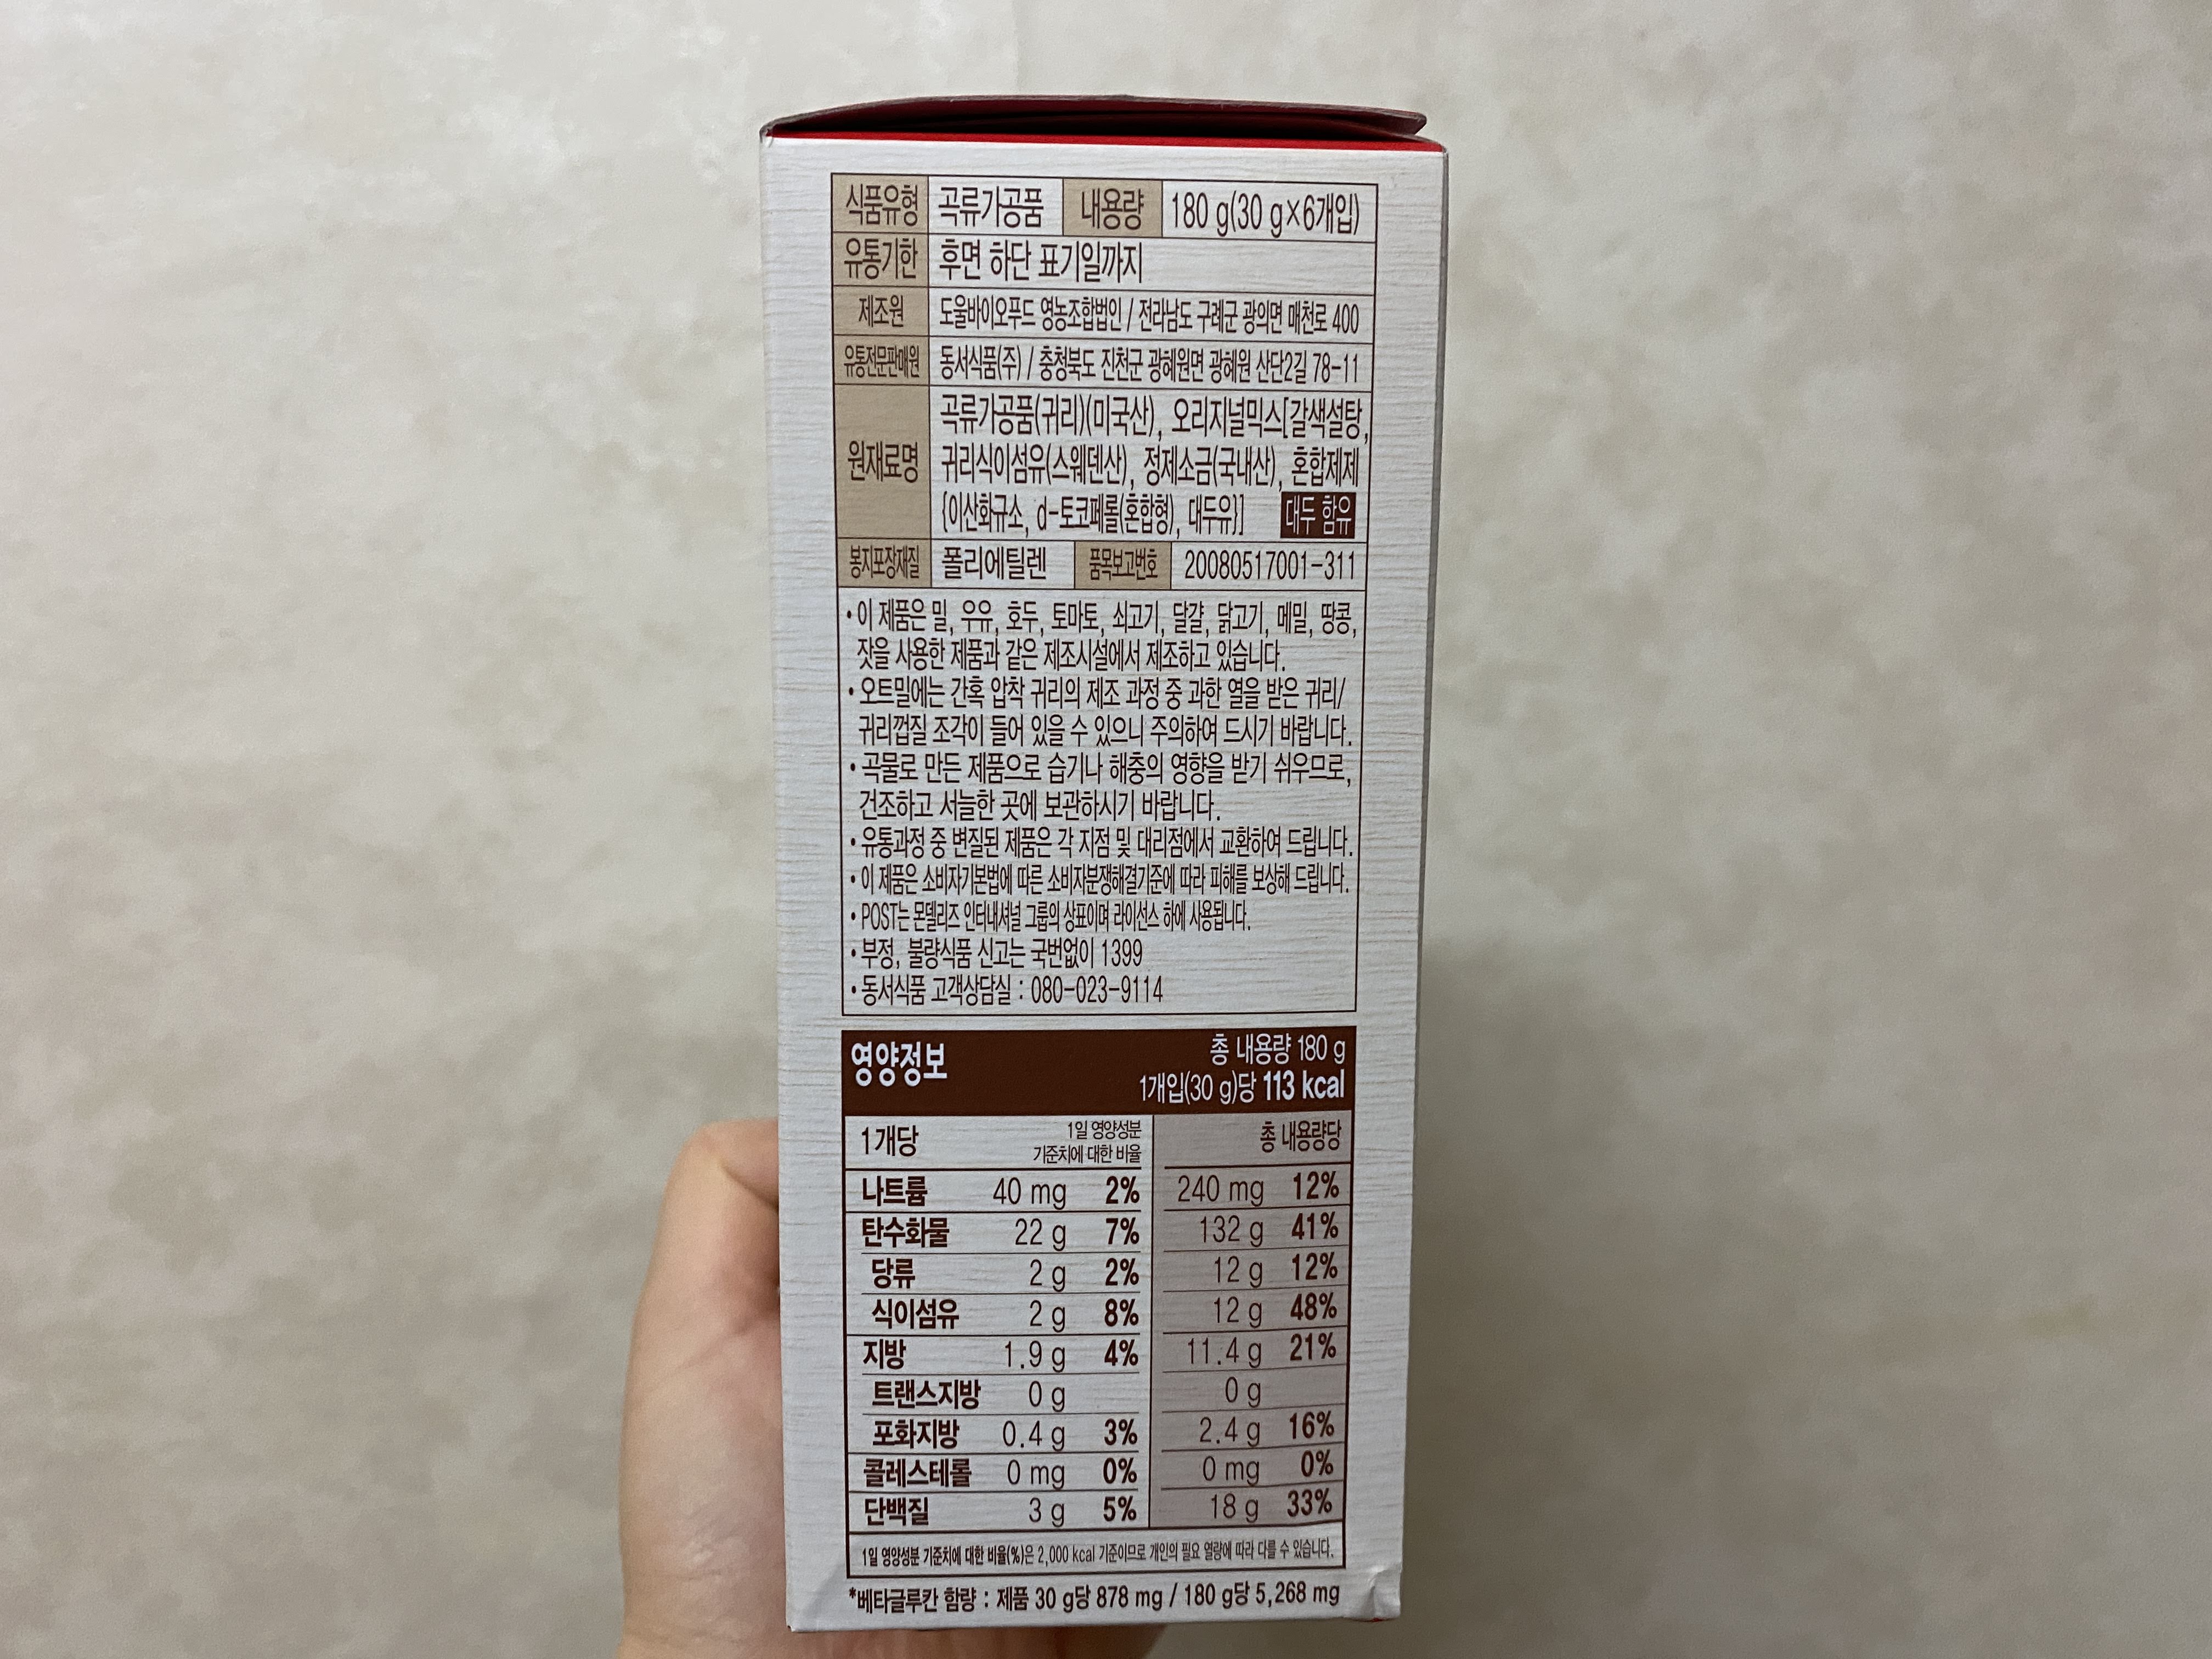 식품유형 곡류가공품 내용량 180 g(30 g×6개입)
유통기한 후면 하단 표기일까지
제조원 도울바이오푸드 영농조합법인 / 전라남도 구례군 광의면 매천로 400
유통전문판매원 동서식품(주) / 충청북도 진천군 광혜원면 광혜원 산단2길 78-11
원재료명 곡류가공품(귀리)(미국산), 오리지널믹스[갈색설탕,
귀리식이섬유(스웨덴산), 정제소금(국내산), 혼합제제
{이산화규소, d-토코페롤(혼합형), 대두유}] 대두 함유
봉지포장재질 폴리에틸렌 품목보고번호 20080517001-311
• 이 제품은 밀, 우유, 호두, 토마토, 쇠고기, 달걀, 닭고기, 메밀, 땅콩,
잣을 사용한 제품과 같은 제조시설에서 제조하고 있습니다.
• 오트밀에는 간혹 압착 귀리의 제조 과정 중 과한 열을 받은 귀리/
귀리껍질 조각이 들어 있을 수 있으니 주의하여 드시기 바랍니다.
• 곡물로 만든 제품으로 습기나 해충의 영향을 받기 쉬우므로,
건조하고 서늘한 곳에 보관하시기 바랍니다.
• 유통과정 중 변질된 제품은 각 지점 및 대리점에서 교환하여 드립니다.
• 이 제품은 소비자기본법에 따른 소비자분쟁해결기준에 따라 피해를 보상해 드립니다.
• POST는 몬델리즈 인터내셔널 그룹의 상표이며 라이선스 하에 사용됩니다.
• 부정, 불량식품 신고는 국번없이 1399
• 동서식품 고객상담실 : 080-023-9114
영양정보 총 내용량 180 g
1개입(30 g)당 113 kcal
1개당 1일 영양성분 기준치에 대한 비율 총 내용량당
나트륨 40 mg 2% 240 mg 12%
탄수화물 22 g 7% 132 g 41%
당류 2 g 2% 12 g 12%
식이섬유 2 g 8% 12 g 48%
지방 1.9 g 4% 11.4 g 21%
트랜스지방 0 g 0 g
포화지방 0.4 g 3% 2.4 g 16%
콜레스테롤 0 mg 0% 0 mg 0%
단백질 3 g 5% 18 g 33%
1일 영양성분 기준치에 대한 비율(%)은 2,000 kcal 기준이므로 개인의 필요 열량에 따라 다를 수 있습니다.
*베타글루칸 함량 : 제품 30 g당 878 mg / 180 g당 5,268 mg